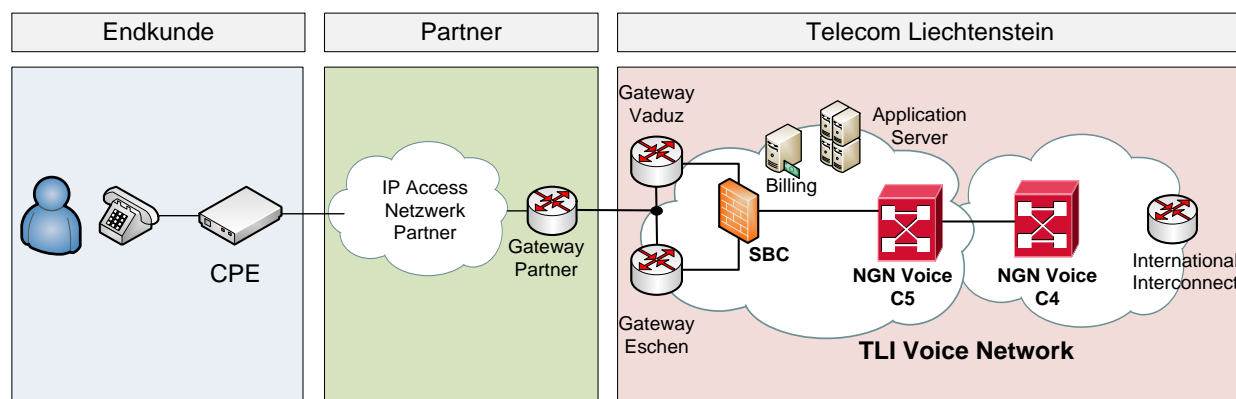 Endkunde
Partner
Telecom Liechtenstein
CPE
IP Access
Netzwerk
Partner
Gateway
Partner
Gateway
Vaduz
Gateway
Eschen
SBC
Billing
Application
Server
NGN Voice
C5
NGN Voice
C4
International
Interconnect
TLI Voice Network